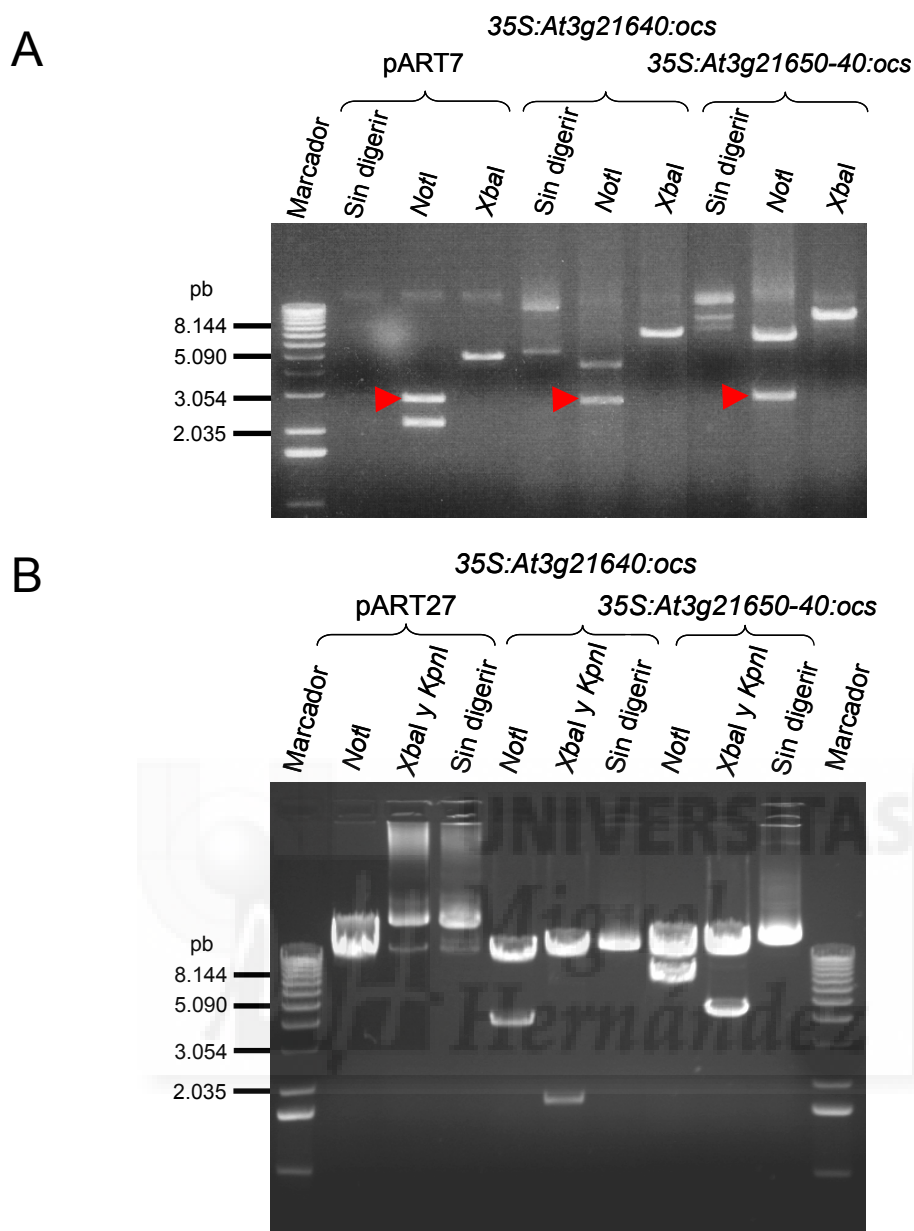 A
35S:At3g21640:ocs
pART7
35S:At3g21650-40:ocs
Marcador
Sin digerir
NotI
XbaI
Sin digerir
NotI
XbaI
Sin digerir
NotI
XbaI
pb
8.144
5.090
3.054
2.035
B
35S:At3g21640:ocs
pART27
35S:At3g21650-40:ocs
Marcador
NotI
XbaI y KpnI
Sin digerir
NotI
XbaI y KpnI
Sin digerir
NotI
XbaI y KpnI
Sin digerir
Marcador
UNIVERSITAS
Miguel
Hernández
pb
8.144
5.090
3.054
2.035